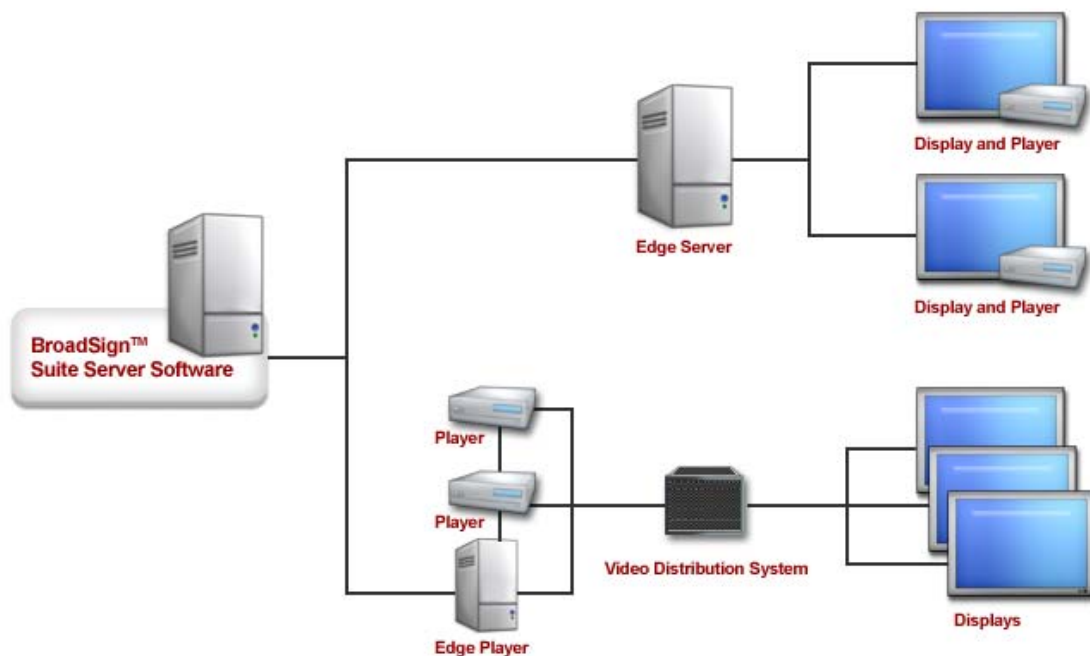 Display and Player
Edge Server
Display and Player
BroadSign™
Suite Server Software
Player
Player
Video Distribution System
Displays
Edge Player